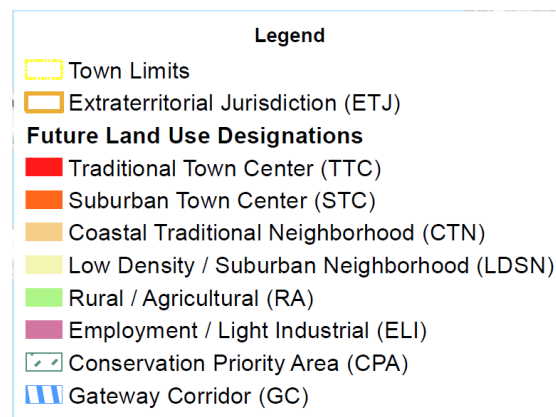 Legend
Town Limits
Extraterritorial Jurisdiction (ETJ)
Future Land Use Designations
Traditional Town Center (TTC)
Suburban Town Center (STC)
Coastal Traditional Neighborhood (CTN)
Low Density / Suburban Neighborhood (LDSN)
Rural / Agricultural (RA)
Employment / Light Industrial (ELI)
Conservation Priority Area (CPA)
Gateway Corridor (GC)